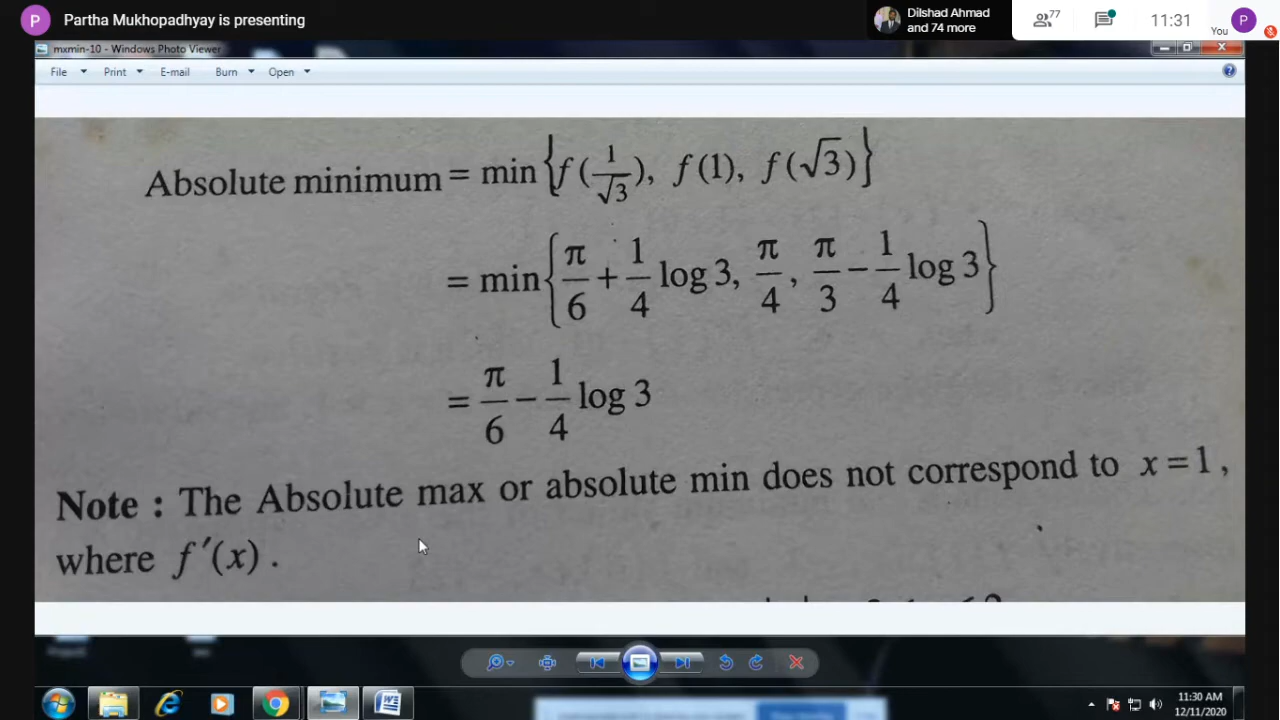 Partha Mukhopadhyay is presenting
Dilshad Ahmad
and 74 more
77
11:31
You
mxmin-10 - Windows Photo Viewer
File Print E-mail Burn Open
Absolute minimum = min {f(1/√3), f(1), f(√3)}
= min {π/6 + 1/4 log 3, π/4, π/3 − 1/4 log 3}
= π/6 − 1/4 log 3
Note : The Absolute max or absolute min does not correspond to x = 1,
where f′(x).
11:30 AM
12/11/2020